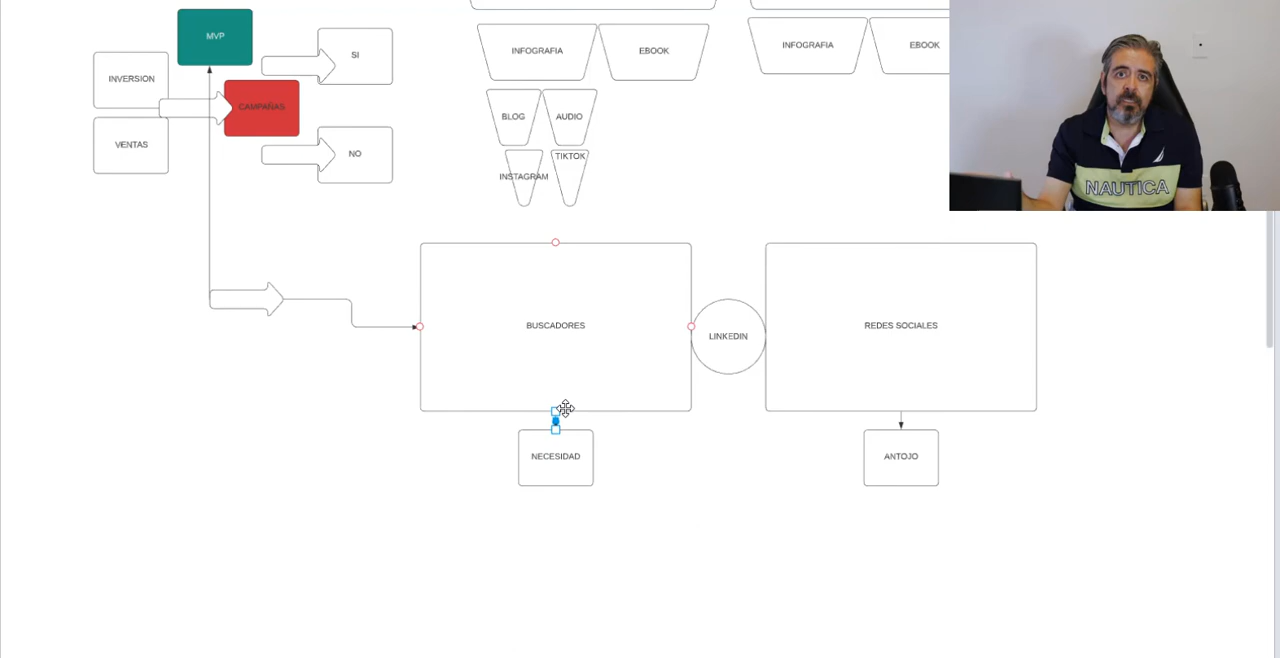 MVP
INVERSION
CAMPAÑAS
VENTAS
SI
NO
INFOGRAFIA
EBOOK
INFOGRAFIA
EBOOK
BLOG
AUDIO
INSTAGRAM
TIKTOK
NAUTICA
BUSCADORES
LINKEDIN
REDES SOCIALES
NECESIDAD
ANTOJO